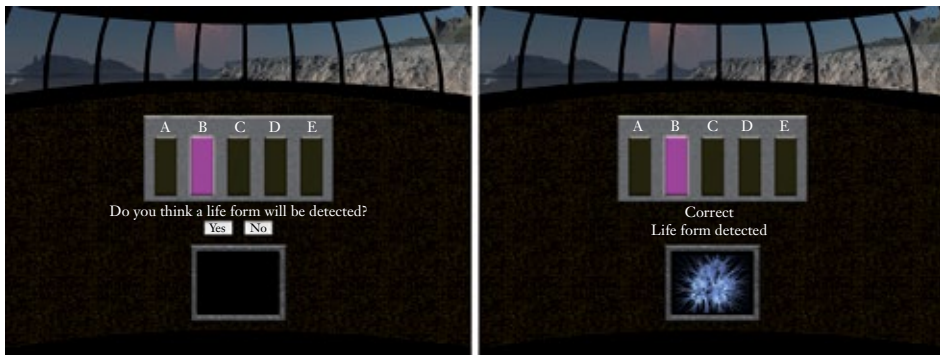 A B C D E
Do you think a life form will be detected?
Yes No
A B C D E
Correct
Life form detected